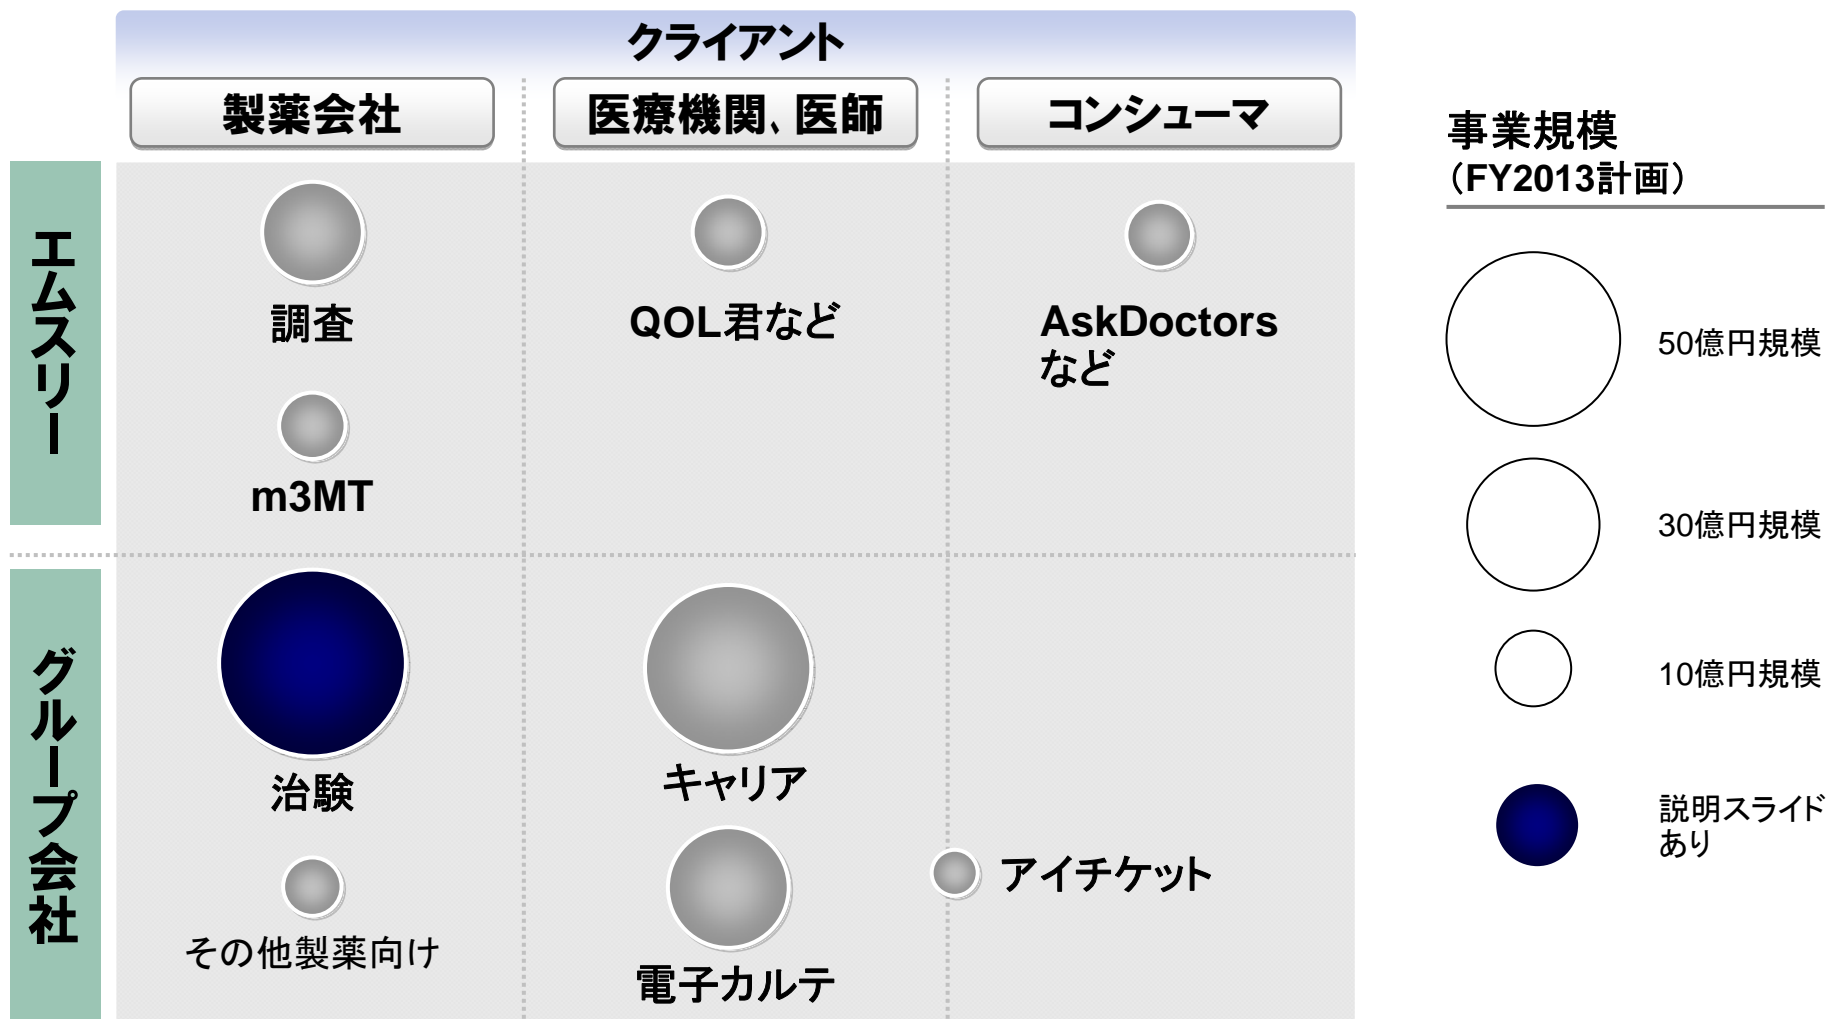 クライアント
製薬会社
医療機関、医師
コンシューマ
エムスリー
調査
QOL君など
AskDoctors
など
m3MT
グループ会社
治験
キャリア
その他製薬向け
電子カルテ
アイチケット
事業規模
（FY2013計画）
50億円規模
30億円規模
10億円規模
説明スライド
あり